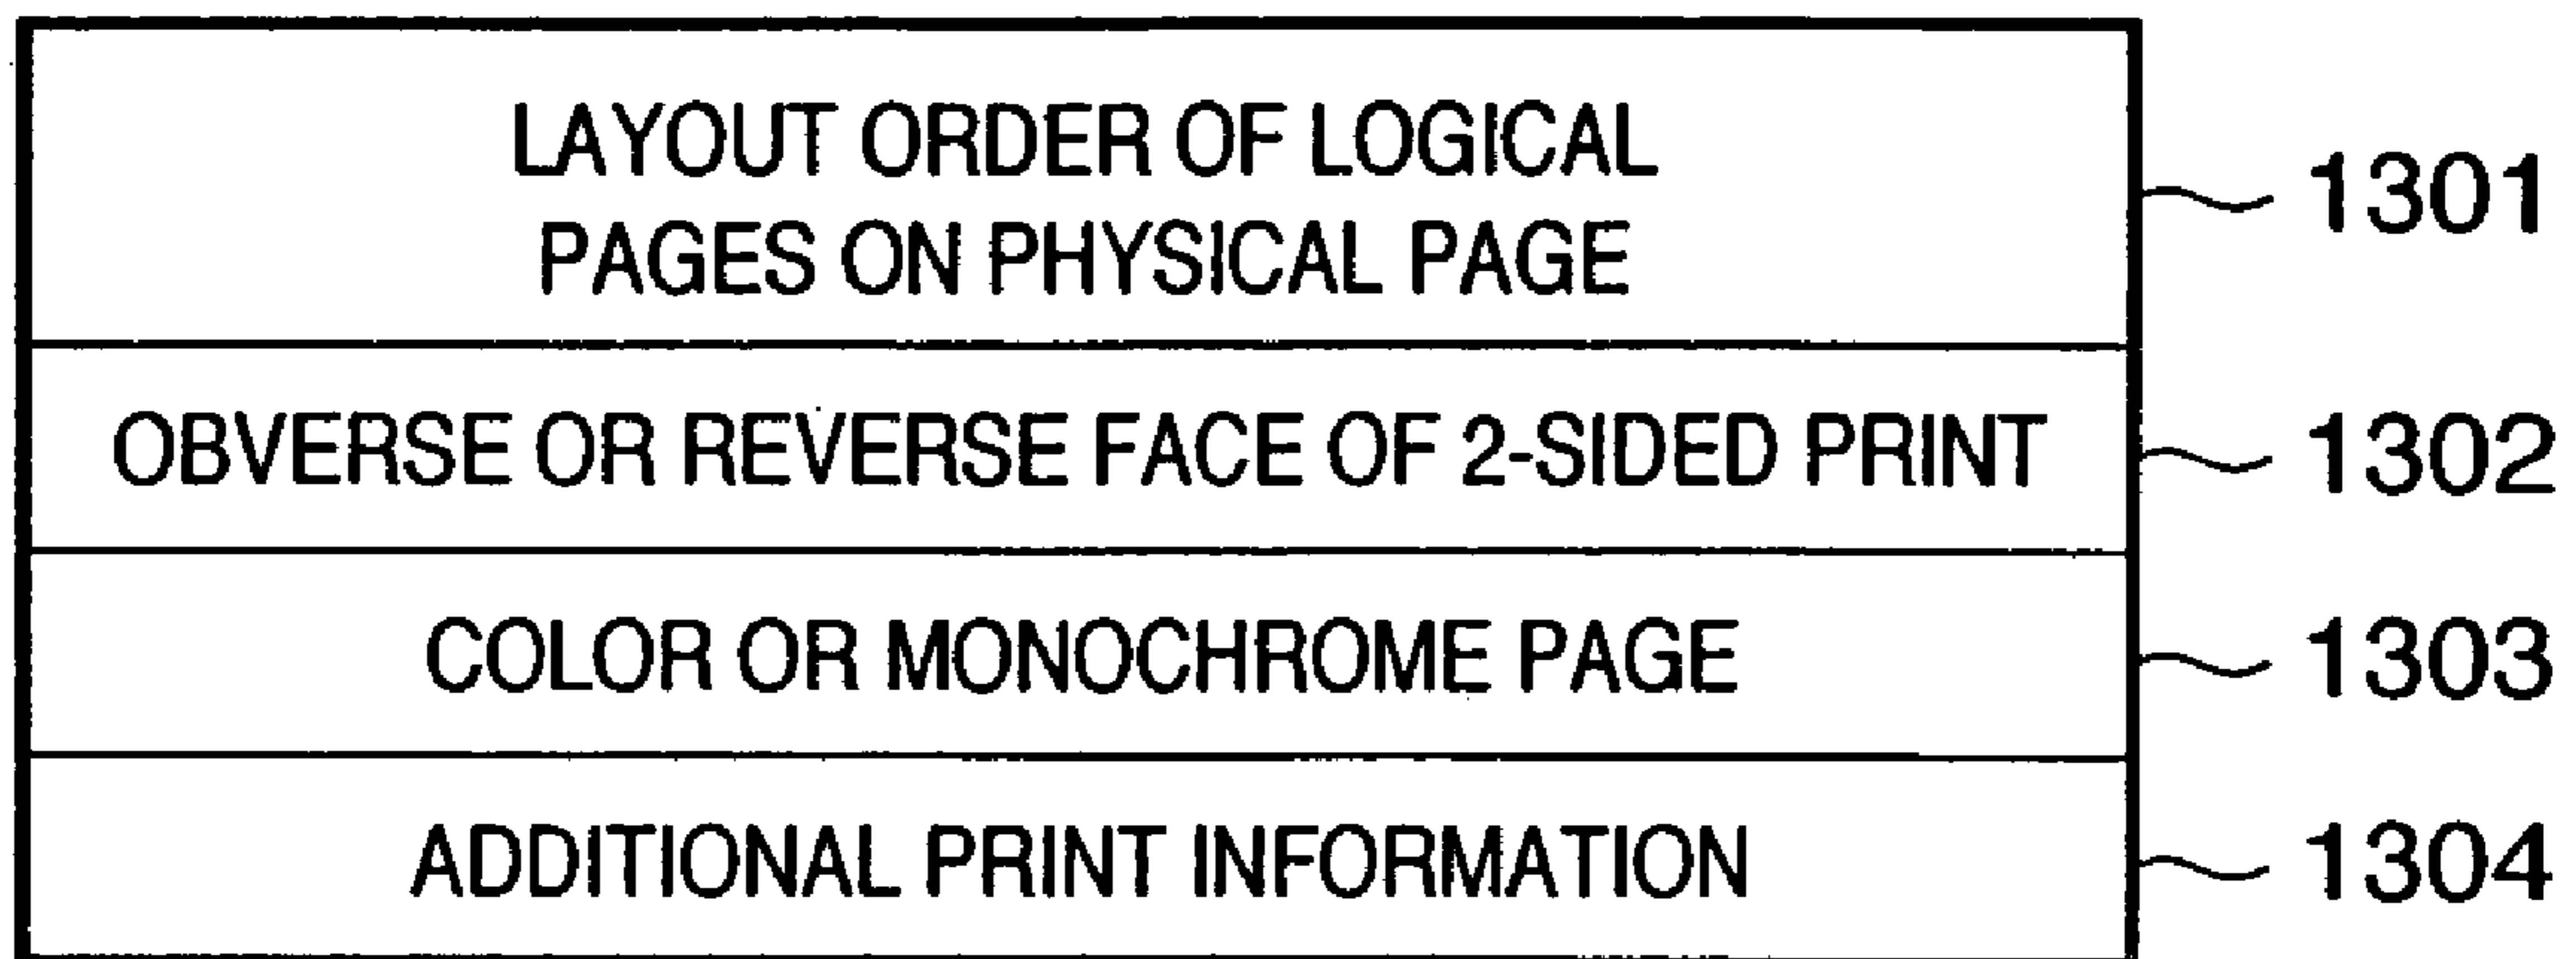 LAYOUT ORDER OF LOGICAL
PAGES ON PHYSICAL PAGE
1301
OBVERSE OR REVERSE FACE OF 2-SIDED PRINT
1302
COLOR OR MONOCHROME PAGE
1303
ADDITIONAL PRINT INFORMATION
1304